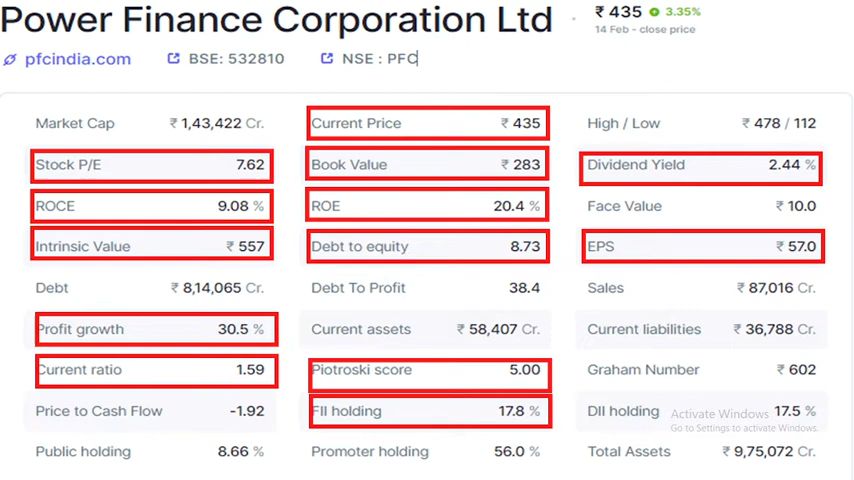 Power Finance Corporation Ltd
₹ 435 3.35%
14 Feb - close price
pfcindia.com BSE: 532810 NSE : PFC
Market Cap ₹ 1,43,422 Cr. Current Price ₹ 435 High / Low ₹ 478 / 112
Stock P/E 7.62 Book Value ₹ 283 Dividend Yield 2.44 %
ROCE 9.08 % ROE 20.4 % Face Value ₹ 10.0
Intrinsic Value ₹ 557 Debt to equity 8.73 EPS ₹ 57.0
Debt ₹ 8,14,065 Cr. Debt To Profit 38.4 Sales ₹ 87,016 Cr.
Profit growth 30.5 % Current assets ₹ 58,407 Cr. Current liabilities ₹ 36,788 Cr.
Current ratio 1.59 Piotroski score 5.00 Graham Number ₹ 602
Price to Cash Flow -1.92 FII holding 17.8 % DII holding 17.5 %
Activate Windows
Go to Settings to activate Windows.
Public holding 8.66 % Promoter holding 56.0 % Total Assets ₹ 9,75,072 Cr.